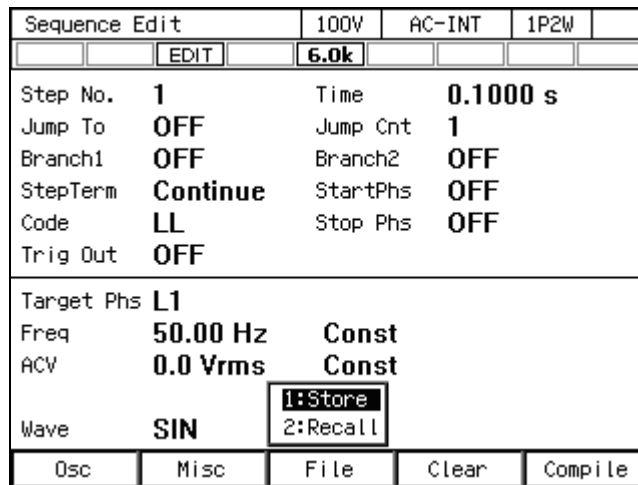 Sequence Edit 100V AC-INT 1P2W
EDIT 6.0k
Step No. 1 Time 0.1000 s
Jump To OFF Jump Cnt 1
Branch1 OFF Branch2 OFF
StepTerm Continue StartPhs OFF
Code LL Stop Phs OFF
Trig Out OFF
Target Phs L1
Freq 50.00 Hz Const
ACV 0.0 Vrms Const
1:Store
Wave SIN 2:Recall
Osc Misc File Clear Compile